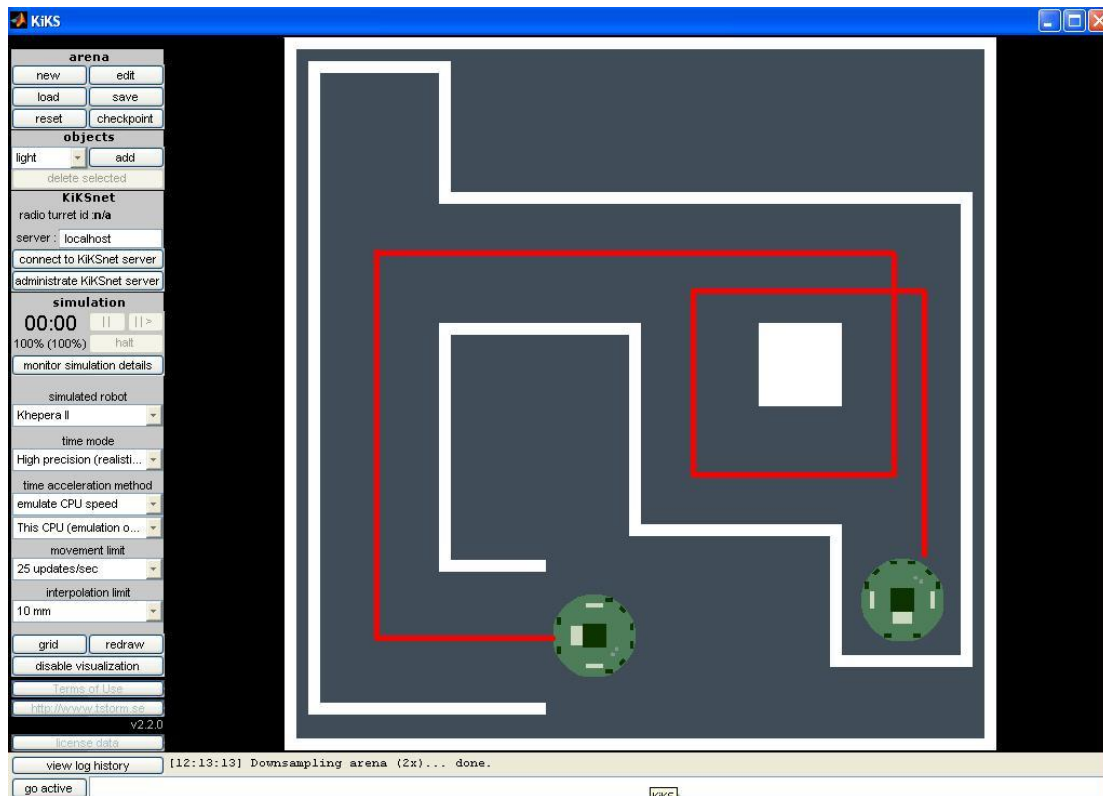 KiKS
arena
new edit
load save
reset checkpoint
objects
light add
delete selected
KiKSnet
radio turret id :n/a
server : localhost
connect to KiKSnet server
administrate KiKSnet server
simulation
00:00 || ||>
100% (100%) halt
monitor simulation details
simulated robot
Khepera II
time mode
High precision (realisti...
time acceleration method
emulate CPU speed
This CPU (emulation o...
movement limit
25 updates/sec
interpolation limit
10 mm
grid redraw
disable visualization
Terms of Use
http://www.tstorm.se
v2.2.0
license data
view log history [12:13:13] Downsampling arena (2x)... done.
go active KiKS